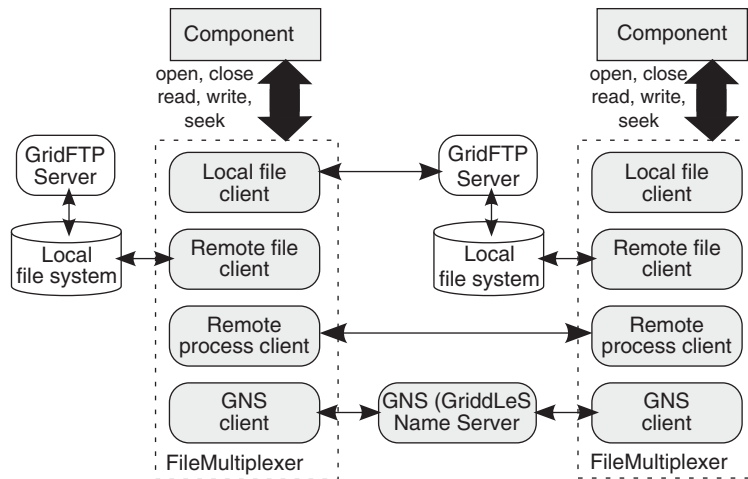 Component
open, close
read, write,
seek
GridFTP
Server
Local
file system
Local file
client
Remote file
client
Remote
process client
GNS
client
FileMultiplexer
GridFTP
Server
Local
file system
GNS (GriddLeS
Name Server
Component
open, close
read, write,
seek
Local file
client
Remote file
client
Remote
process client
GNS
client
FileMultiplexer